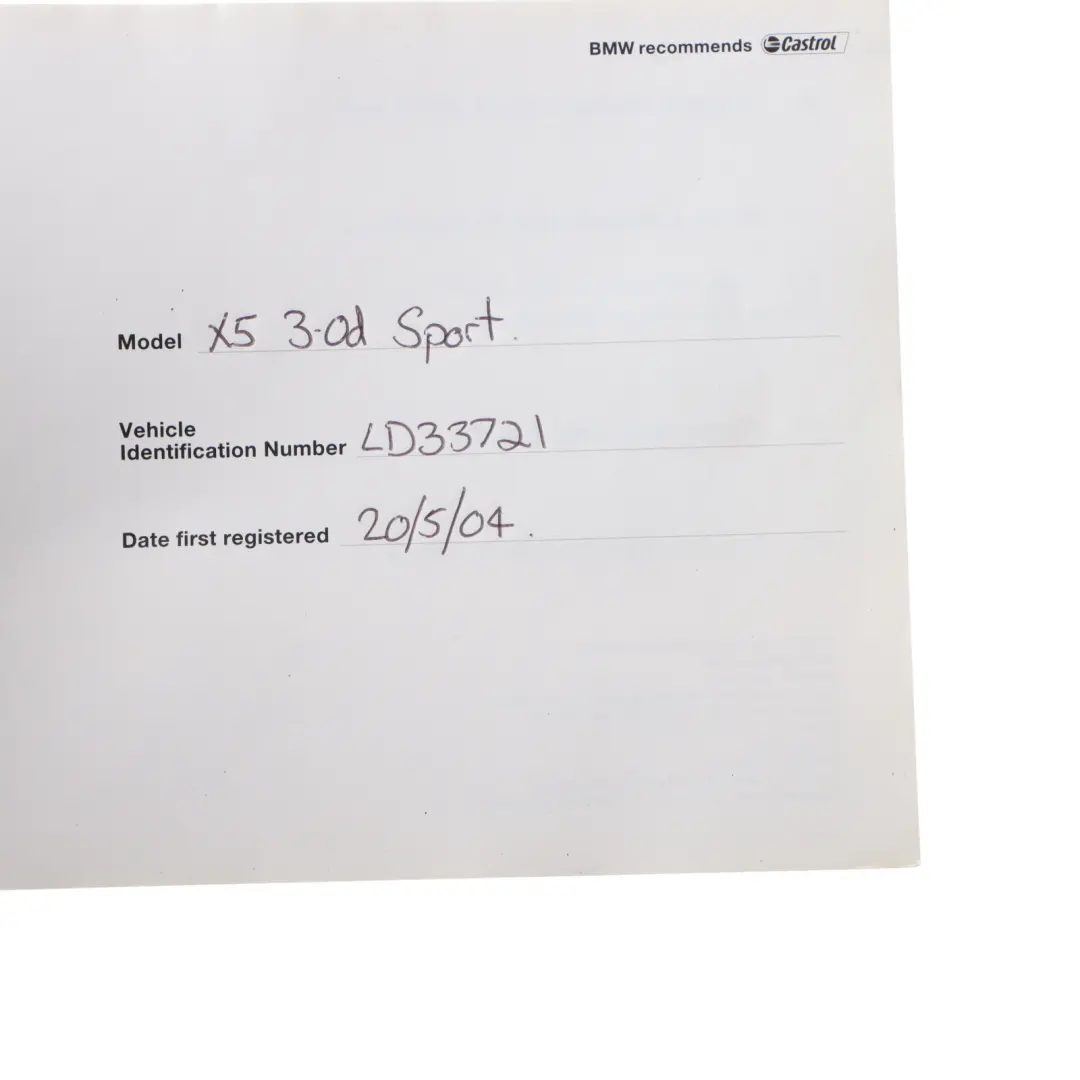 BMW recommends Castrol
Model X5 3.0d Sport.
Vehicle
Identification Number LD33721
Date first registered 20/5/04.